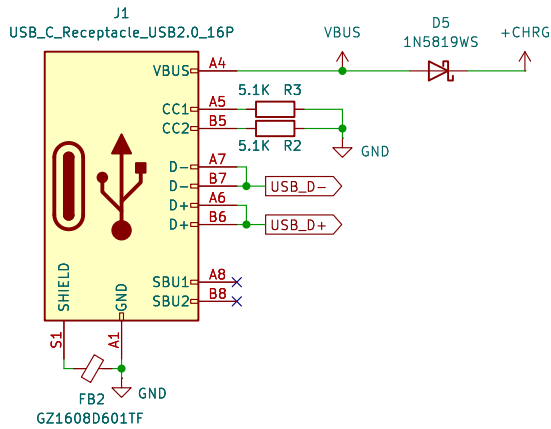 J1
USB_C_Receptacle_USB2.0_16P
VBUS
D5
1N5819WS
+CHRG
VBUS
A4
CC1
A5
5.1K R3
CC2
B5
5.1K R2
GND
D-
A7
D-
B7
USB_D-
D+
A6
D+
B6
USB_D+
SBU1
A8
SBU2
B8
SHIELD
GND
S1
A1
GND
FB2
GZ1608D601TF